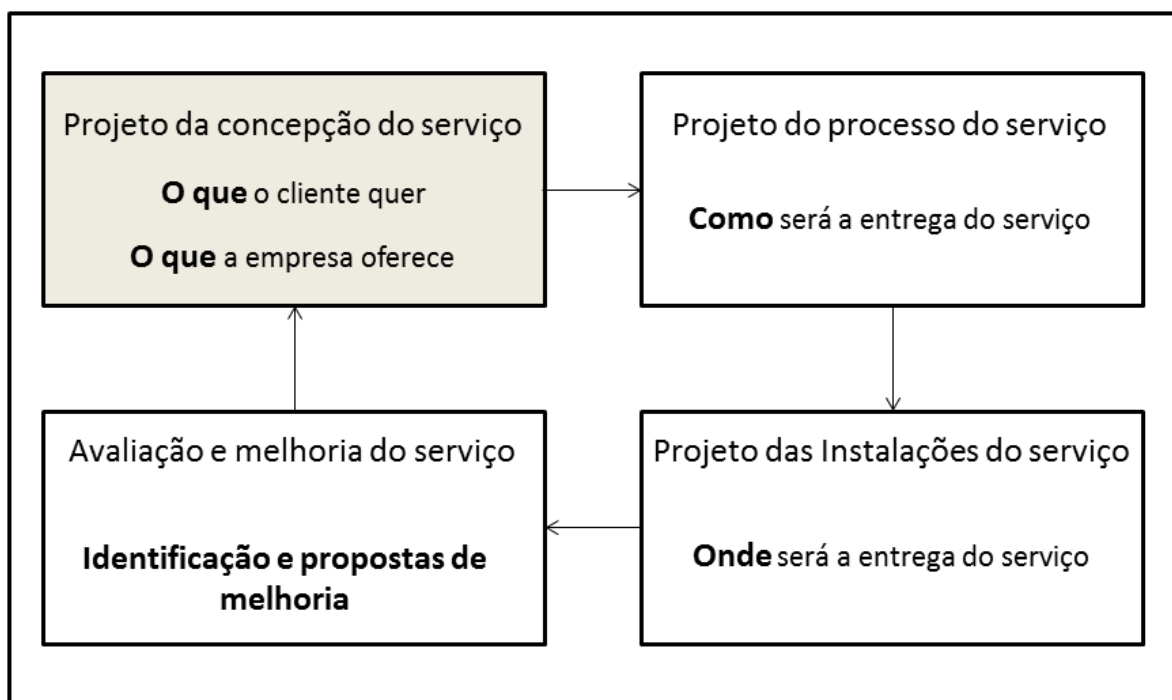 Projeto da concepção do serviço
O que o cliente quer
O que a empresa oferece
Projeto do processo do serviço
Como será a entrega do serviço
Avaliação e melhoria do serviço
Identificação e propostas de
melhoria
Projeto das Instalações do serviço
Onde será a entrega do serviço